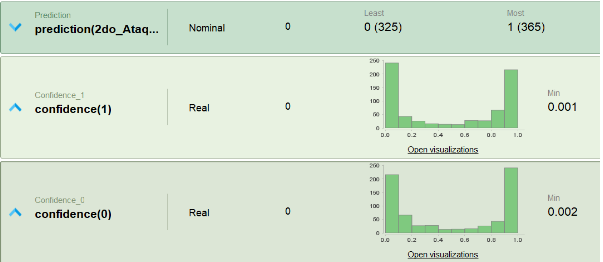 Prediction
prediction(2do_Ataq...
Nominal
0
Least
0 (325)
Most
1 (365)
Confidence_1
confidence(1)
Real
0
250
200
150
100
50
0
0.0 0.2 0.4 0.6 0.8 1.0
Open visualizations
Min
0.001
Confidence_0
confidence(0)
Real
0
250
200
150
100
50
0
0.0 0.2 0.4 0.6 0.8 1.0
Open visualizations
Min
0.002